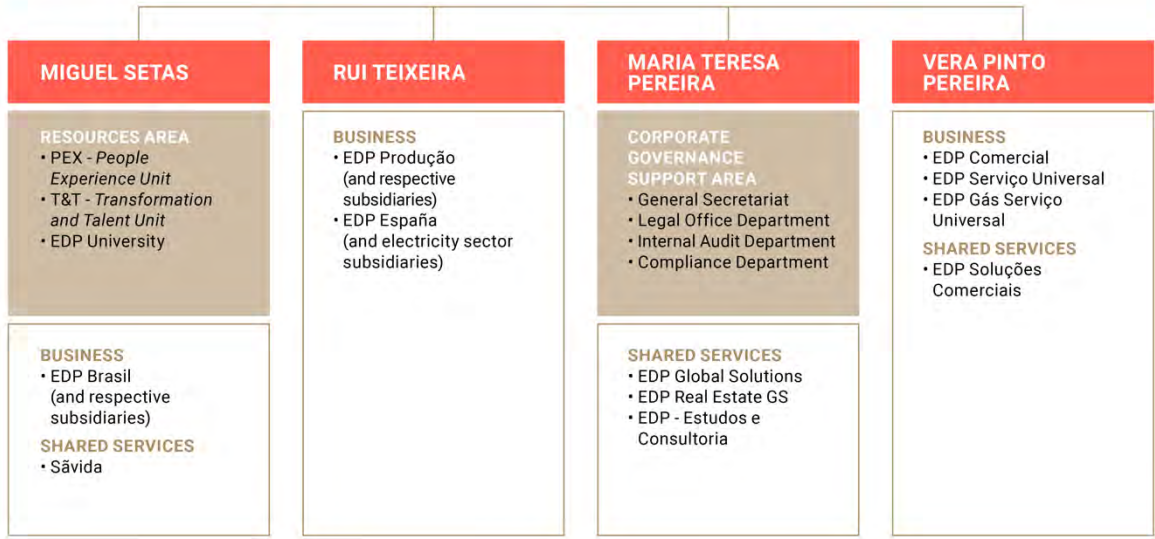 MIGUEL SETAS
RESOURCES AREA
• PEX - People
Experience Unit
• T&T - Transformation
and Talent Unit
• EDP University
BUSINESS
• EDP Brasil
(and respective
subsidiaries)
SHARED SERVICES
• Sãvida
RUI TEIXEIRA
BUSINESS
• EDP Produção
(and respective
subsidiaries)
• EDP España
(and electricity sector
subsidiaries)
MARIA TERESA
PEREIRA
CORPORATE
GOVERNANCE
SUPPORT AREA
• General Secretariat
• Legal Office Department
• Internal Audit Department
• Compliance Department
SHARED SERVICES
• EDP Global Solutions
• EDP Real Estate GS
• EDP - Estudos e
Consultoria
VERA PINTO
PEREIRA
BUSINESS
• EDP Comercial
• EDP Serviço Universal
• EDP Gás Serviço
Universal
SHARED SERVICES
• EDP Soluções
Comerciais